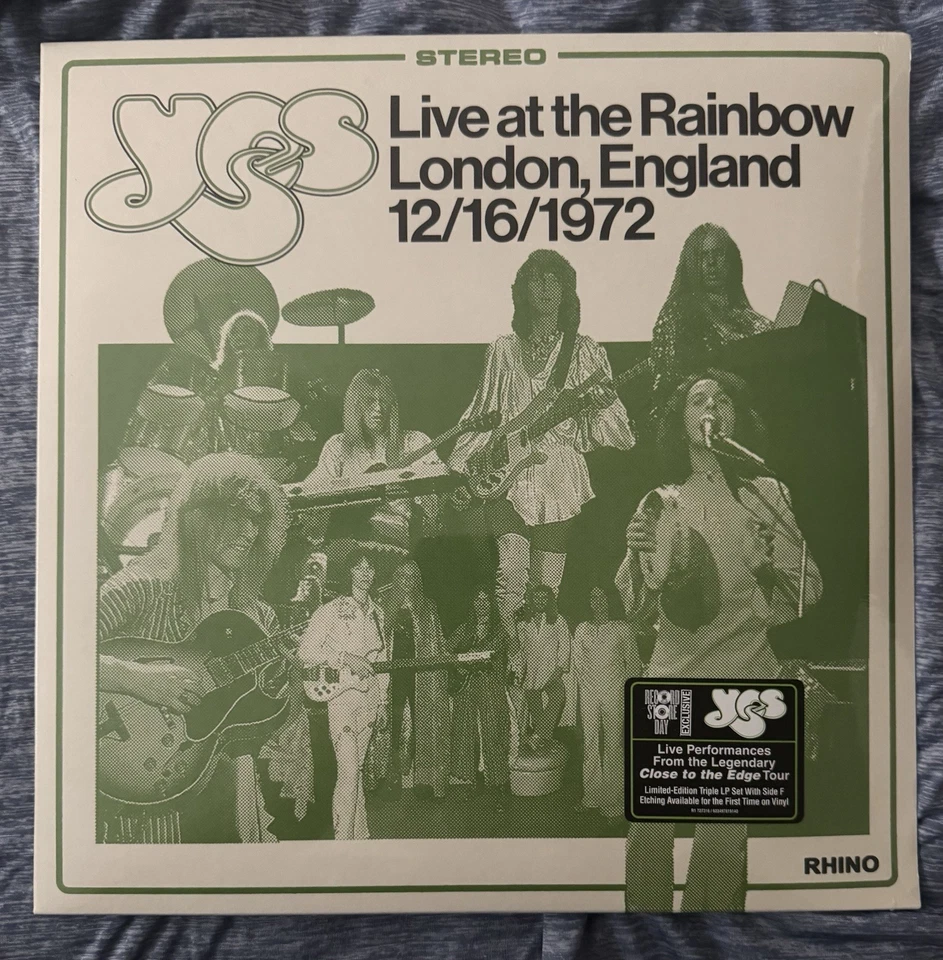 STEREO
yes
Live at the Rainbow
London, England
12/16/1972
RECORD
STORE
DAY
EXCLUSIVE
yes
Live Performances
From the Legendary
Close to the Edge Tour
Limited-Edition Triple LP Set With Side F
Etching Available for the First Time on Vinyl
RHINO